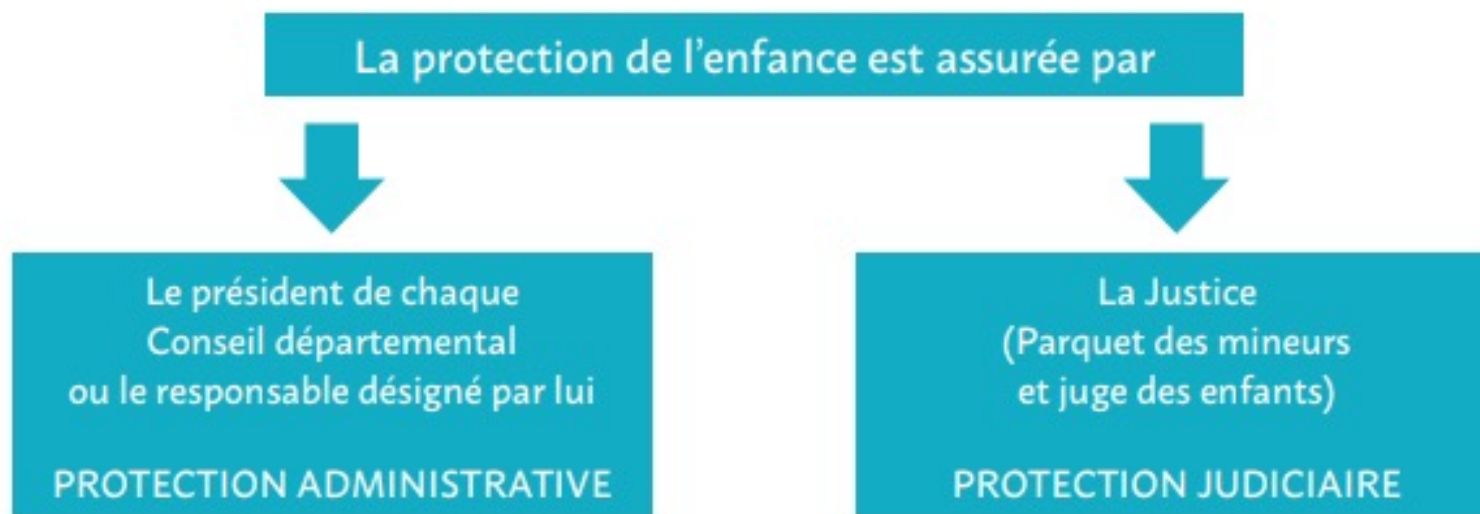 La protection de l’enfance est assurée par
Le président de chaque
Conseil départemental
ou le responsable désigné par lui
PROTECTION ADMINISTRATIVE
La Justice
(Parquet des mineurs
et juge des enfants)
PROTECTION JUDICIAIRE